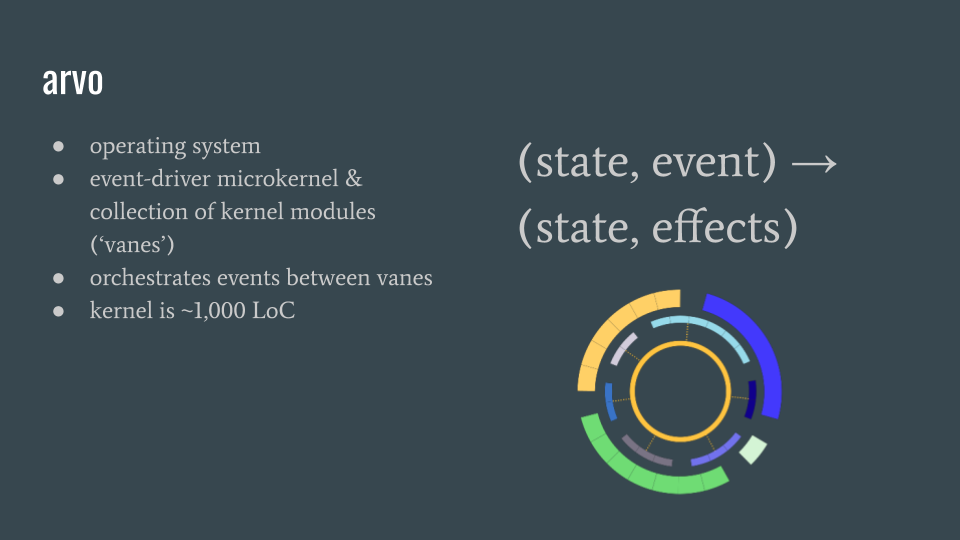 arvo
● operating system
● event-driver microkernel &
collection of kernel modules
(‘vanes’)
● orchestrates events between vanes
● kernel is ~1,000 LoC
(state, event) →
(state, effects)